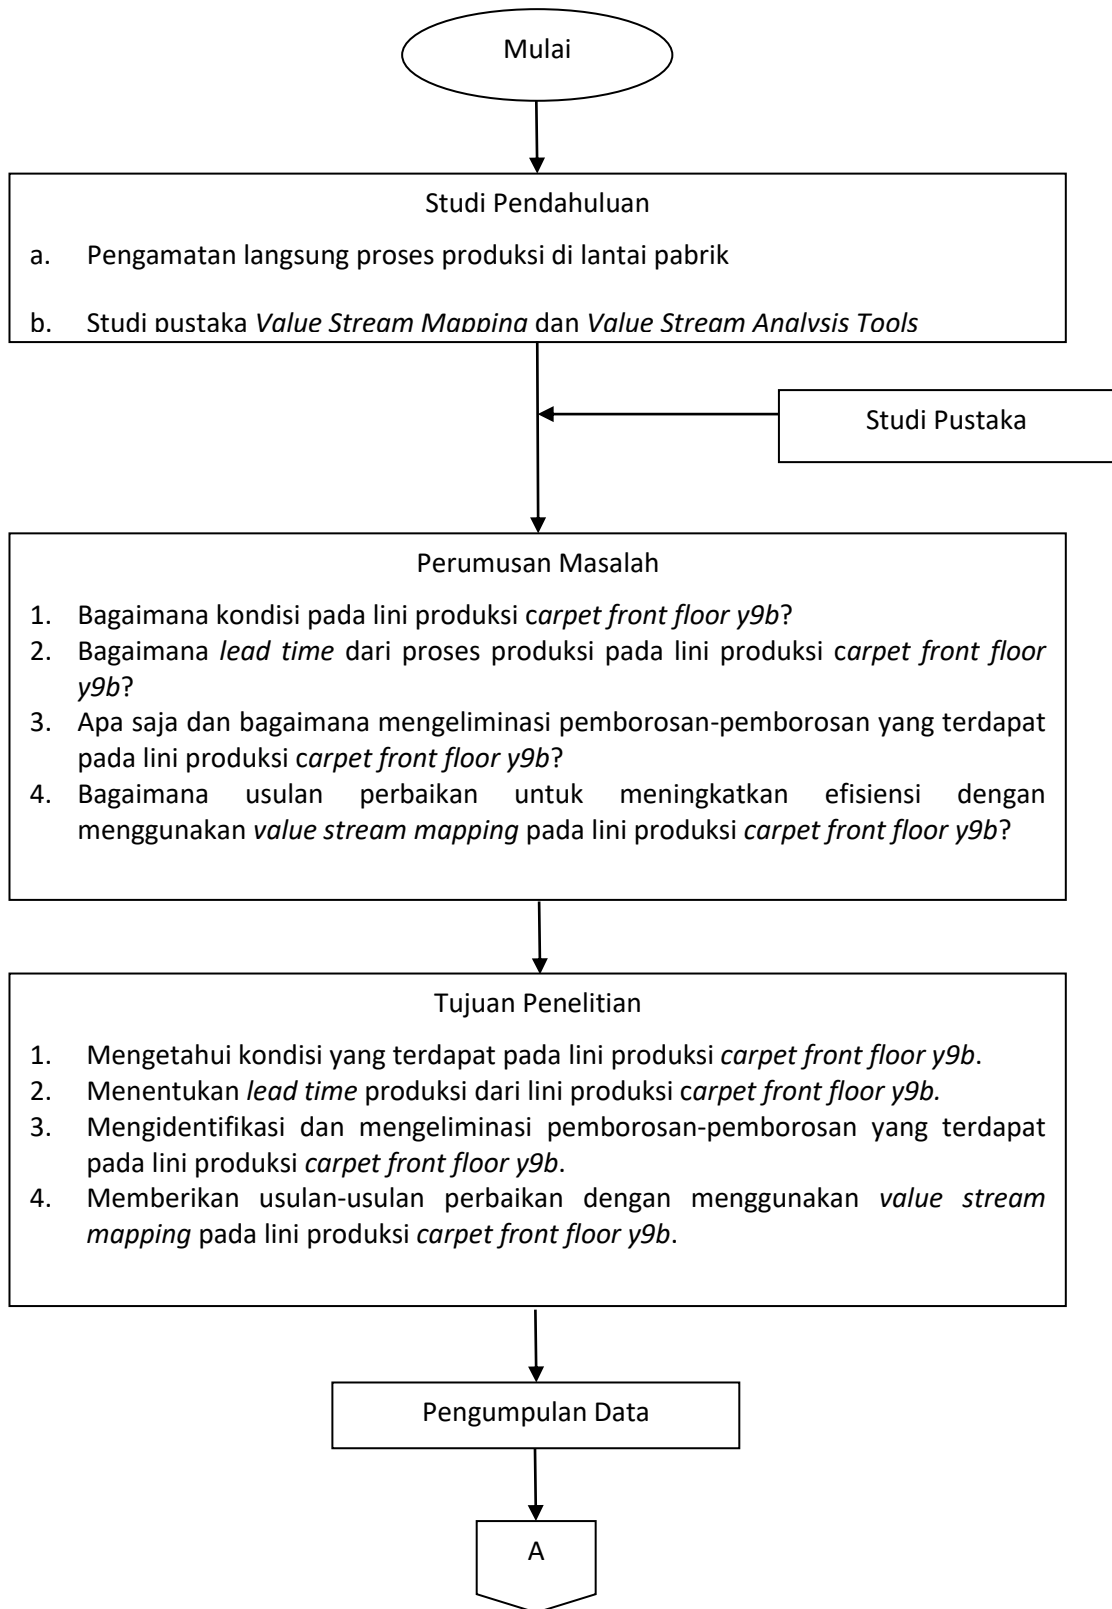 Mulai
Studi Pendahuluan
a. Pengamatan langsung proses produksi di lantai pabrik
b. Studi pustaka Value Stream Mapping dan Value Stream Analysis Tools
Studi Pustaka
Perumusan Masalah
1. Bagaimana kondisi pada lini produksi carpet front floor y9b?
2. Bagaimana lead time dari proses produksi pada lini produksi carpet front floor
y9b?
3. Apa saja dan bagaimana mengeliminasi pemborosan-pemborosan yang terdapat
pada lini produksi carpet front floor y9b?
4. Bagaimana usulan perbaikan untuk meningkatkan efisiensi dengan
menggunakan value stream mapping pada lini produksi carpet front floor y9b?
Tujuan Penelitian
1. Mengetahui kondisi yang terdapat pada lini produksi carpet front floor y9b.
2. Menentukan lead time produksi dari lini produksi carpet front floor y9b.
3. Mengidentifikasi dan mengeliminasi pemborosan-pemborosan yang terdapat
pada lini produksi carpet front floor y9b.
4. Memberikan usulan-usulan perbaikan dengan menggunakan value stream
mapping pada lini produksi carpet front floor y9b.
Pengumpulan Data
A